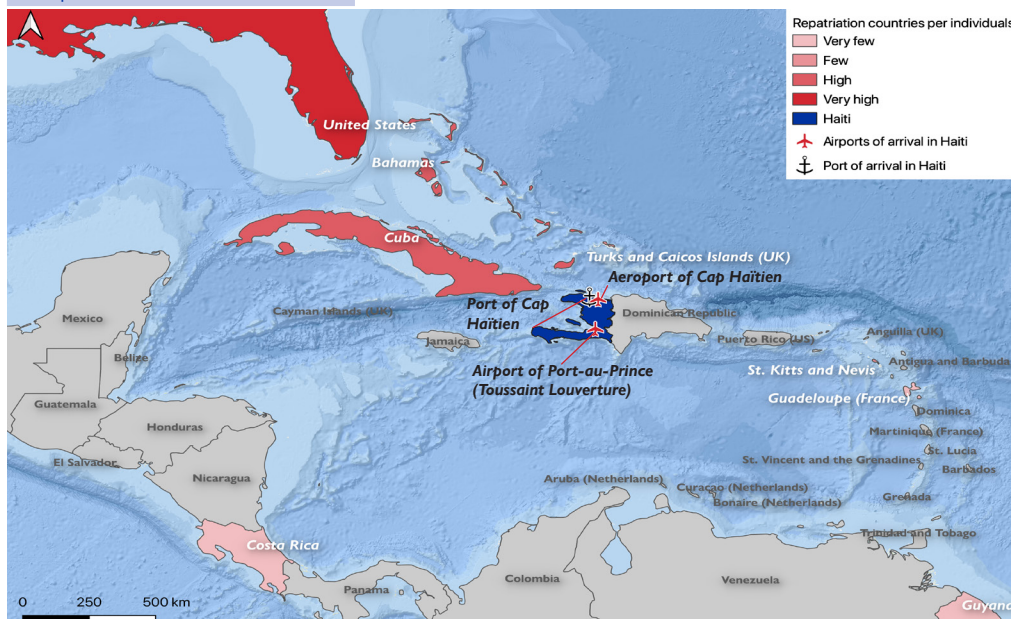 Repatriation countries per individuals
Very few
Few
High
Very high
Haiti
Airports of arrival in Haiti
Port of arrival in Haiti
United States
Bahamas
Cuba
Turks and Caicos Islands (UK)
Aeroport of Cap Haïtien
Port of Cap
Haïtien
Dominican Republic
Mexico
Cayman Islands (UK)
Jamaica
Puerto Rico (US)
Anguilla (UK)
Belize
Airport of Port-au-Prince
(Toussaint Louverture)
St. Kitts and Nevis
Antigua and Barbuda
Guadeloupe (France)
Guatemala
Dominica
Honduras
Martinique (France)
St. Lucia
El Salvador
St. Vincent and the Grenadines
Barbados
Nicaragua
Aruba (Netherlands)
Curaçao (Netherlands)
Bonaire (Netherlands)
Grenada
Costa Rica
Trinidad and Tobago
Panama
Colombia
Venezuela
0 250 500 km